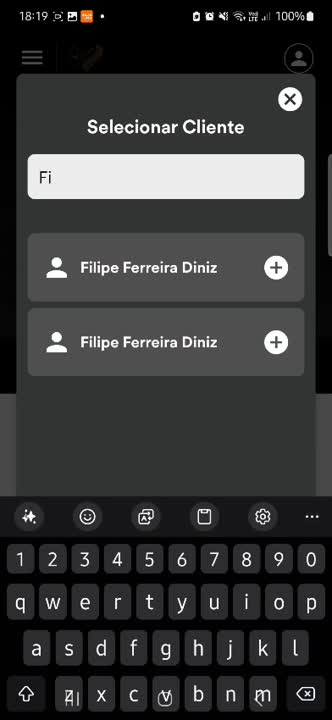 18:19 100%
Selecionar Cliente
Fi
Filipe Ferreira Diniz
Filipe Ferreira Diniz
1 2 3 4 5 6 7 8 9 0
q w e r t y u i o p
a s d f g h j k l
x c b n